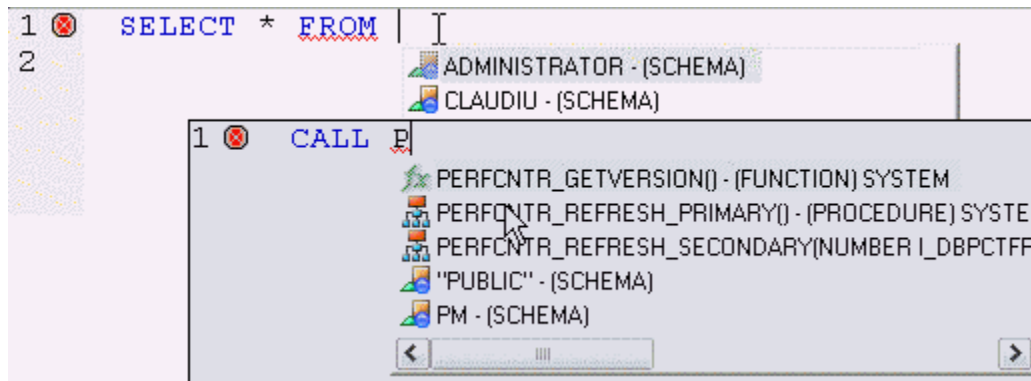 1 SELECT * FROM
2
ADMINISTRATOR - (SCHEMA)
CLAUDIU - (SCHEMA)
1 CALL P
PERFCNTR_GETVERSION() - (FUNCTION) SYSTEM
PERFCNTR_REFRESH_PRIMARY() - (PROCEDURE) SYSTE
PERFCNTR_REFRESH_SECONDARY(NUMBER I_DBPCTFR
"PUBLIC" - (SCHEMA)
PM - (SCHEMA)